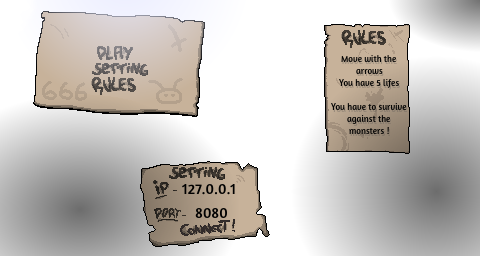 PLAY
SETTING
RULES
666
RULES
Move with the
arrows
You have 5 lifes
You have to survive
against the
monsters !
SETTING
iP - 127.0.0.1
PORT - 8080
CONNECT!